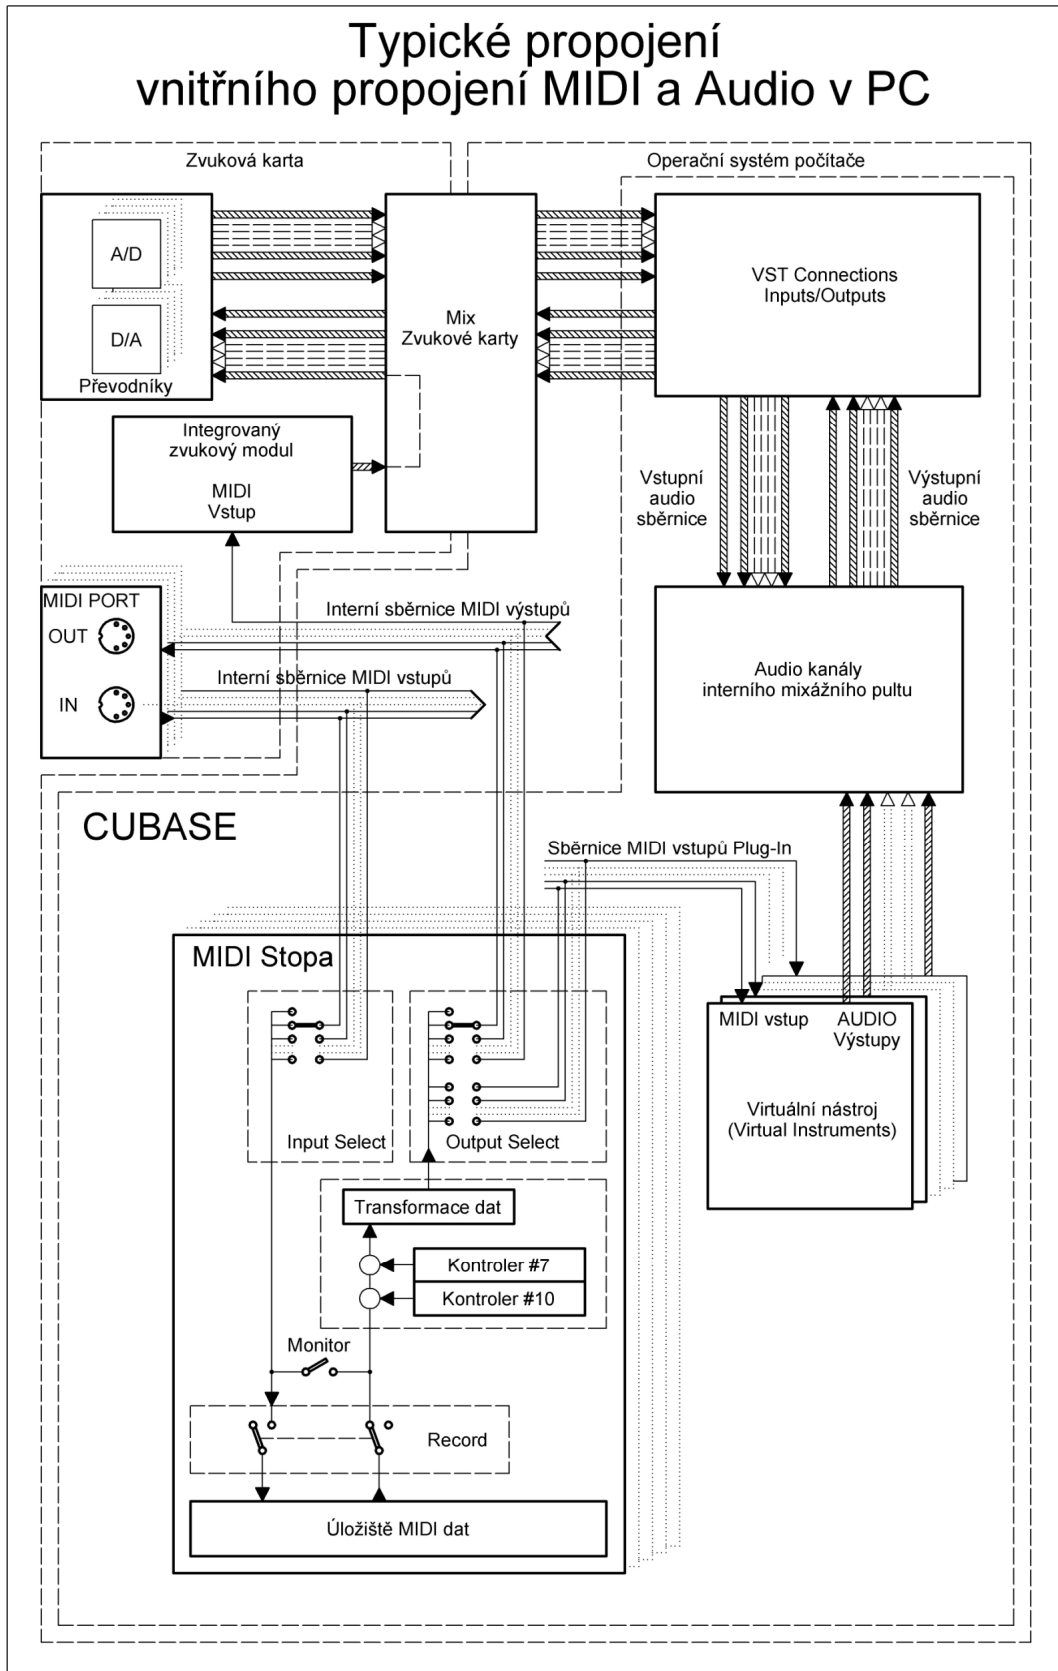 Typické propojení
vnitřního propojení MIDI a Audio v PC
Zvuková karta
Operační systém počítače
A/D
D/A
Převodníky
Mix
Zvukové karty
VST Connections
Inputs/Outputs
Integrovaný
zvukový modul
MIDI
Vstup
Vstupní
audio
sběrnice
Výstupní
audio
sběrnice
MIDI PORT
OUT
IN
Interní sběrnice MIDI výstupů
Interní sběrnice MIDI vstupů
Audio kanály
interního mixážního pultu
CUBASE
Sběrnice MIDI vstupů Plug-In
MIDI Stopa
Input Select
Output Select
MIDI vstup
AUDIO
Výstupy
Virtuální nástroj
(Virtual Instruments)
Transformace dat
Kontroler #7
Kontroler #10
Monitor
Record
Úložiště MIDI dat